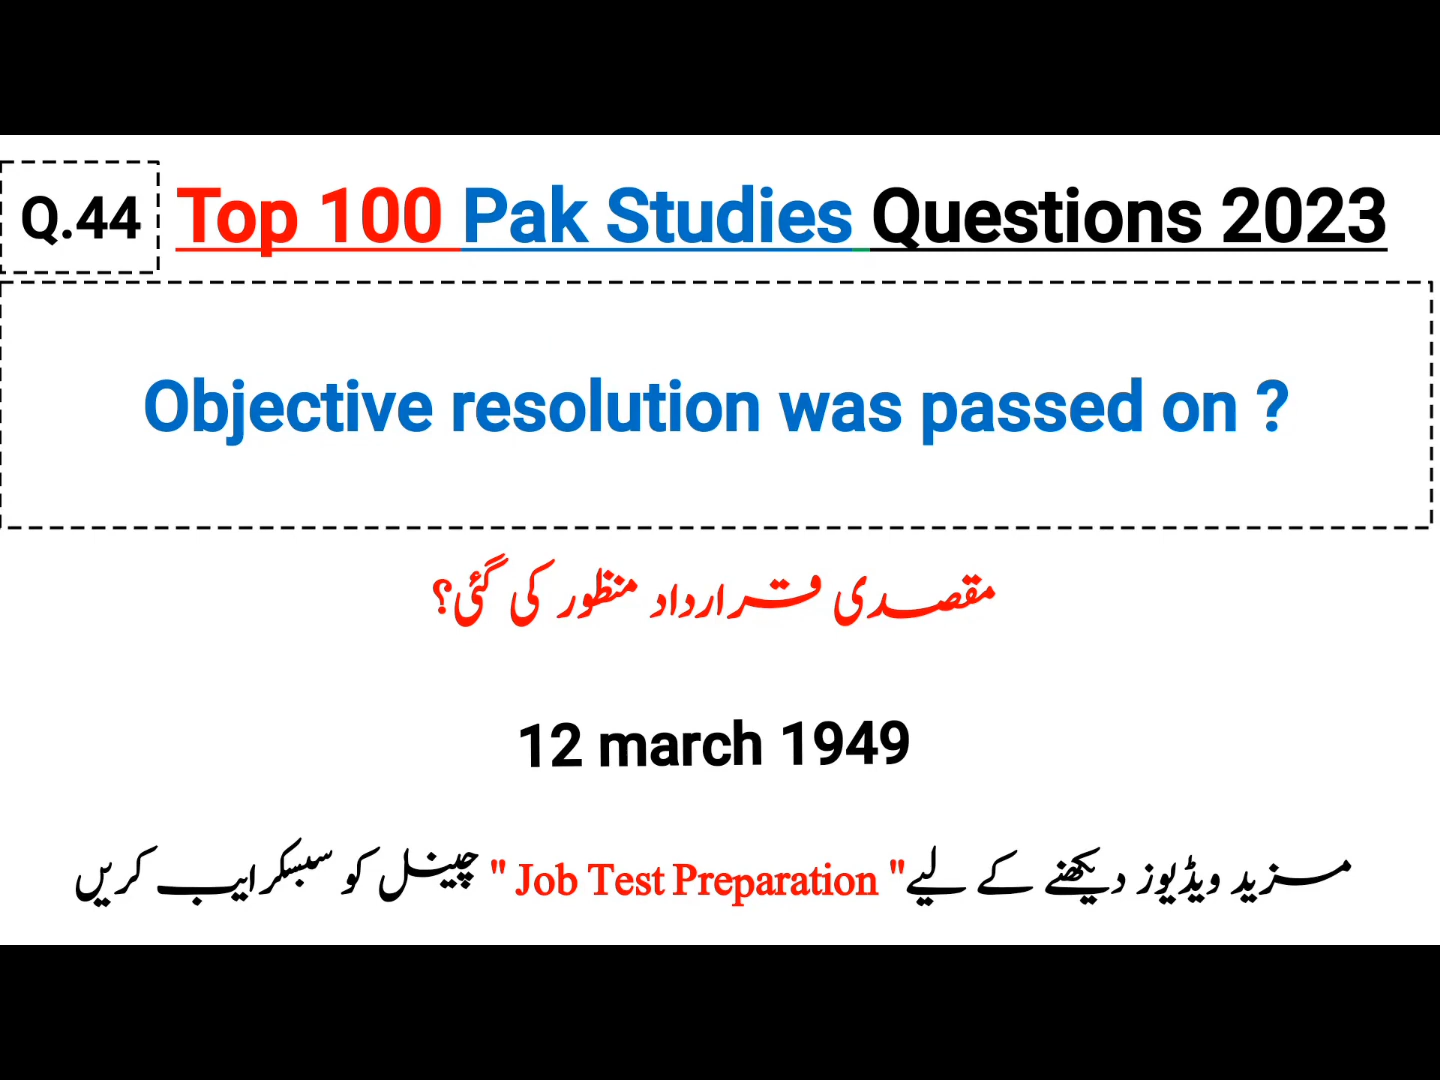 Q.44 Top 100 Pak Studies Questions 2023
Objective resolution was passed on ?
مقصدی قرارداد منظور کی گئی؟
12 march 1949
مزید ویڈیوز دیکھنے کے لیے" Job Test Preparation " چینل کو سبسکرایب کریں